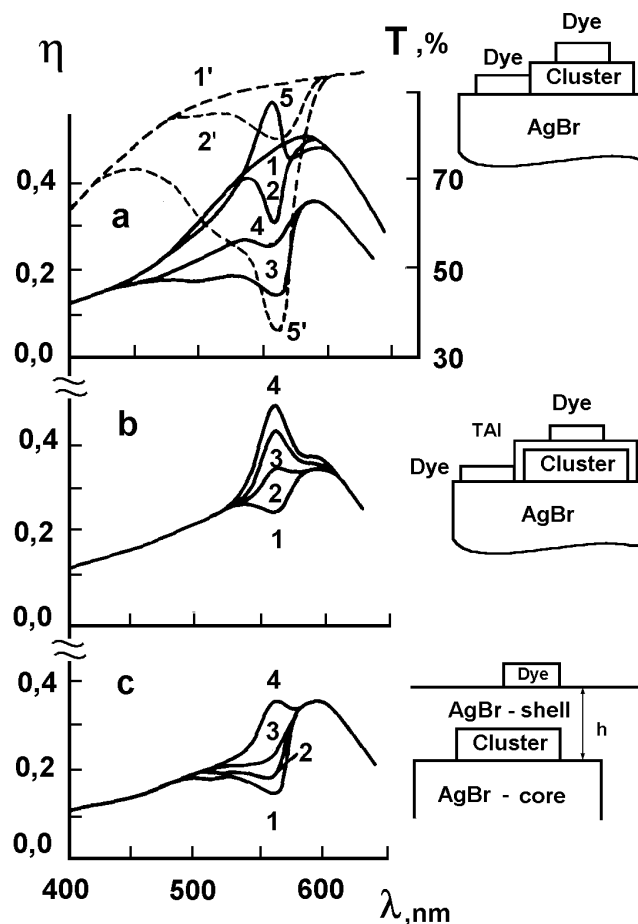 η
T ,%
1'
5
2'
0,4
1
2
70
a
4
3
0,2
50
5'
0,0
30
Dye
Dye
Cluster
AgBr
b
4
0,4
3
2
0,2
1
0,0
Dye
TAI
Dye
Cluster
AgBr
c
4
0,4
3
2
0,2
1
0,0
400
500
600
λ ,nm
Dye
AgBr - shell
h
Cluster
AgBr - core